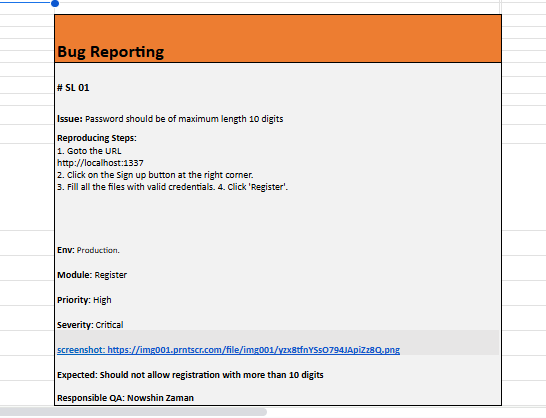 Bug Reporting
# SL 01
Issue: Password should be of maximum length 10 digits
Reproducing Steps:
1. Goto the URL
http://localhost:1337
2. Click on the Sign up button at the right corner.
3. Fill all the files with valid credentials. 4. Click 'Register'.
Env: Production.
Module: Register
Priority: High
Severity: Critical
screenshot: https://img001.prntscr.com/file/img001/yzx8tfnYSsO794JApiZz8Q.png
Expected: Should not allow registration with more than 10 digits
Responsible QA: Nowshin Zaman